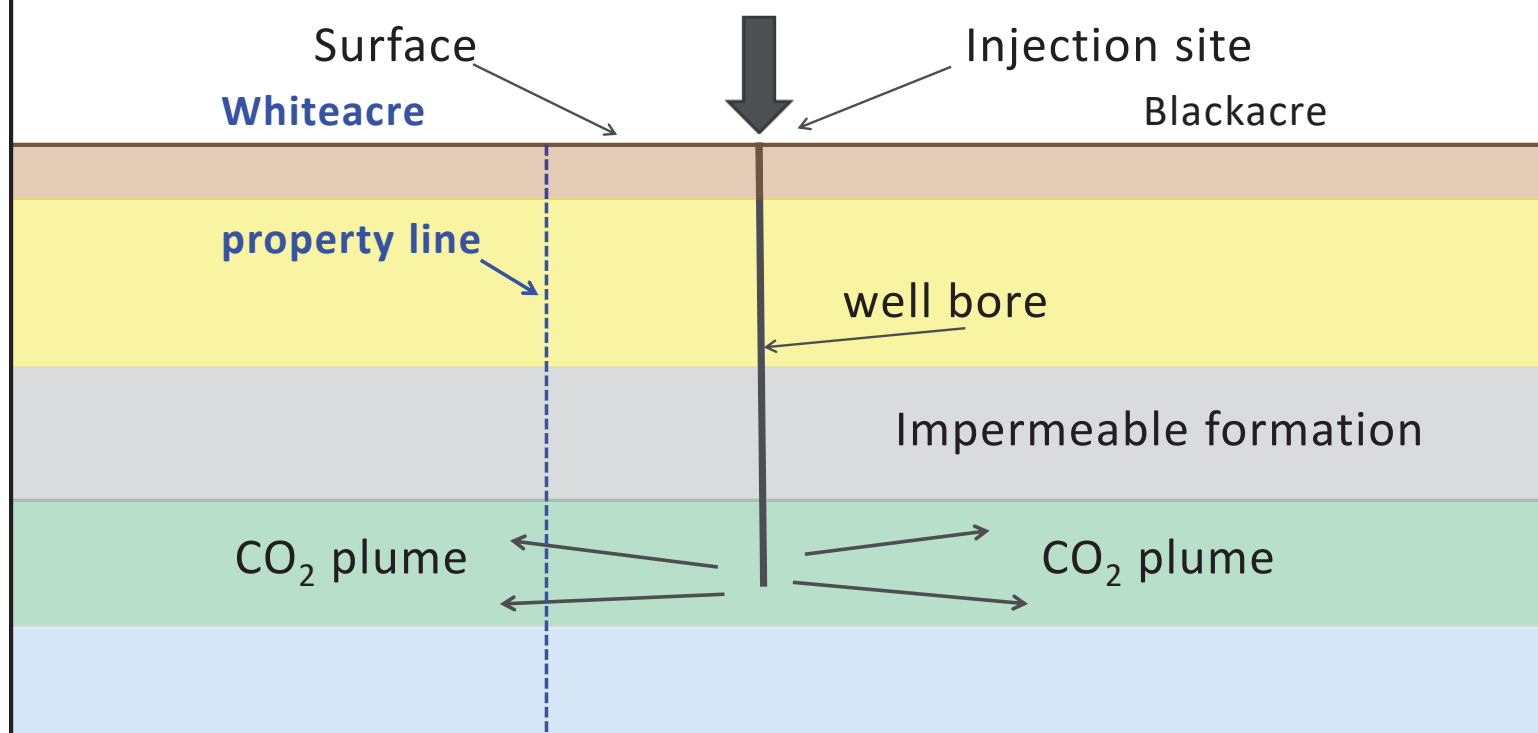 Surface
Injection site
Whiteacre
Blackacre
property line
well bore
Impermeable formation
CO₂ plume
CO₂ plume